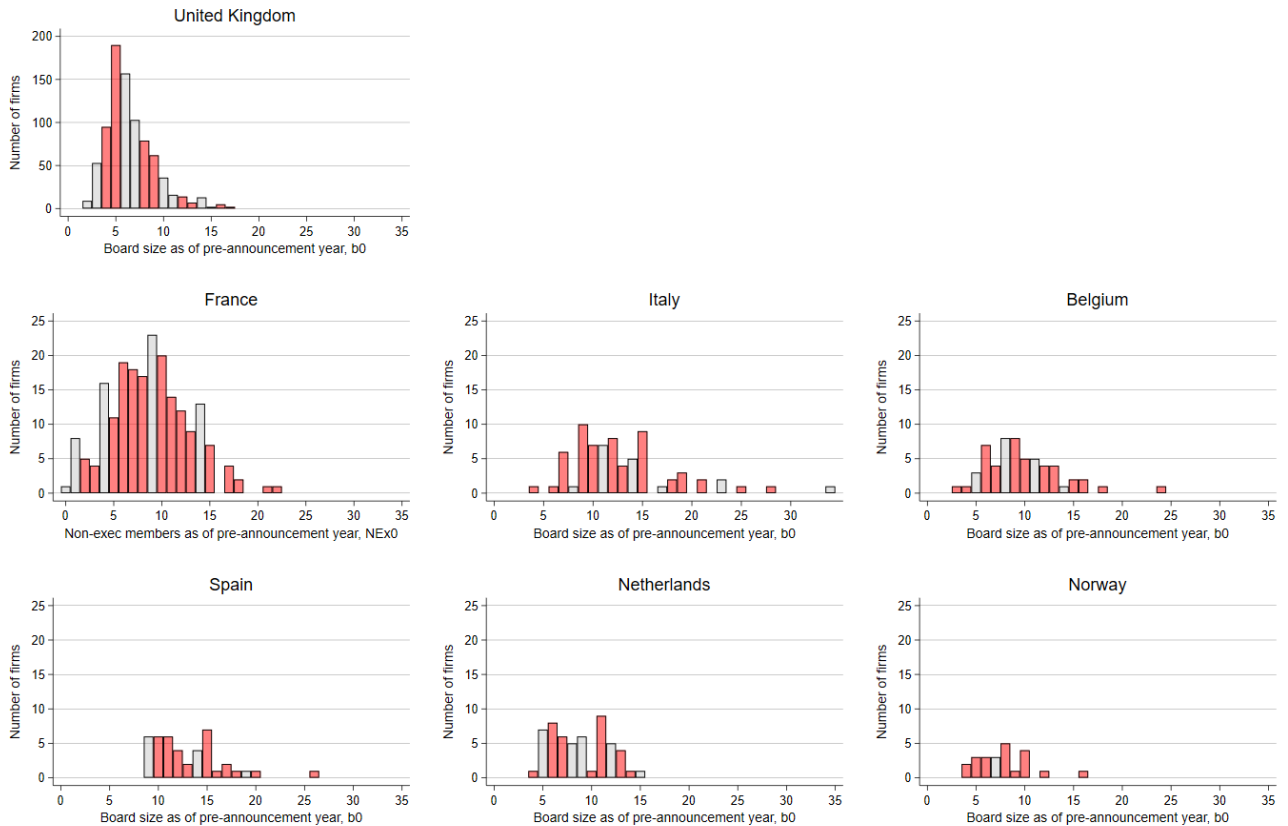 United Kingdom
Number of firms
200
150
100
50
0
0 5 10 15 20 25 30 35
Board size as of pre-announcement year, b0
France
Number of firms
25
20
15
10
5
0
0 5 10 15 20 25 30 35
Non-exec members as of pre-announcement year, NEx0
Italy
Number of firms
25
20
15
10
5
0
0 5 10 15 20 25 30
Board size as of pre-announcement year, b0
Belgium
Number of firms
25
20
15
10
5
0
0 5 10 15 20 25 30 35
Board size as of pre-announcement year, b0
Spain
Number of firms
25
20
15
10
5
0
0 5 10 15 20 25 30 35
Board size as of pre-announcement year, b0
Netherlands
Number of firms
25
20
15
10
5
0
0 5 10 15 20 25 30 35
Board size as of pre-announcement year, b0
Norway
Number of firms
25
20
15
10
5
0
0 5 10 15 20 25 30 35
Board size as of pre-announcement year, b0